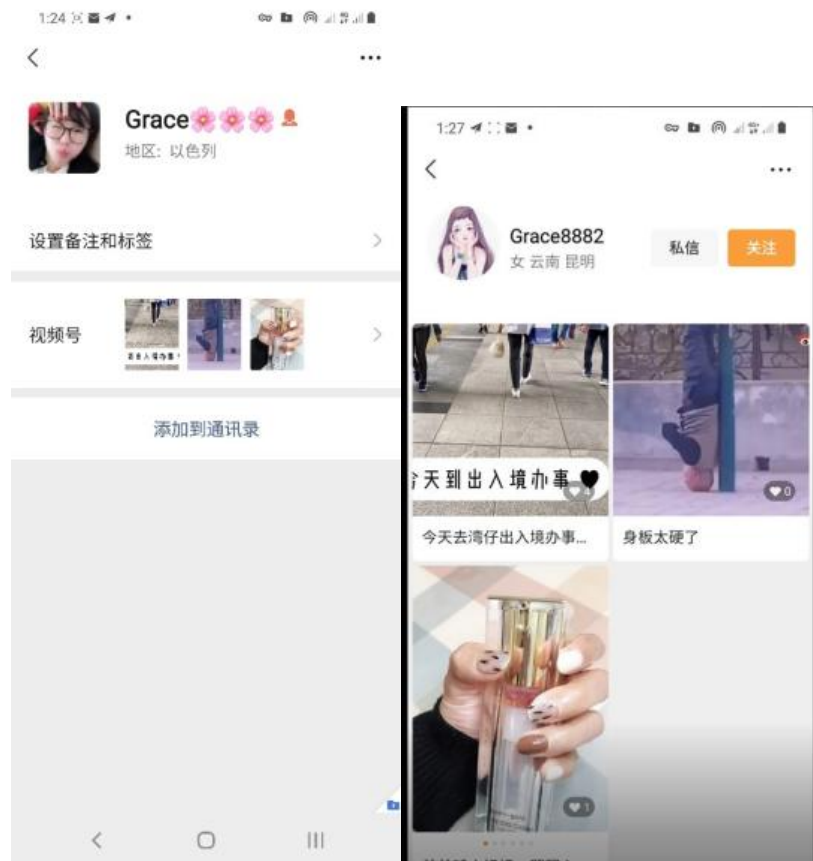 1:24
Grace🌸🌸🌸
地区: 以色列
设置备注和标签
视频号
添加到通讯录
1:27
Grace8882
女 云南 昆明
私信
关注
今天到出入境办事🖤
4
今天去湾仔出入境办事...
0
身板太硬了
1